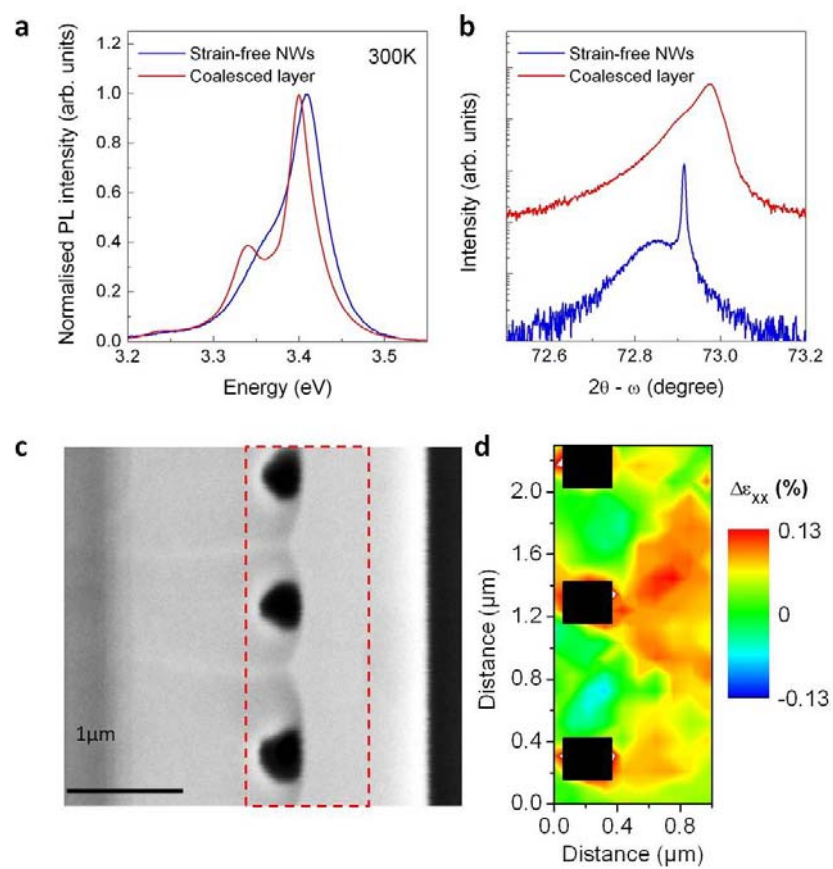 a
Normalised PL intensity (arb. units)
1.0
0.8
0.6
0.4
0.2
0.0
Strain-free NWs
Coalesced layer
300K
3.2
3.3
3.4
3.5
Energy (eV)
b
Intensity (arb. units)
Strain-free NWs
Coalesced layer
72.6
72.8
73.0
73.2
2θ - ω (degree)
c
1µm
d
Distance (µm)
2.0
1.6
1.2
0.8
0.4
0.0
0.0
0.4
0.8
Distance (µm)
Δεxx (%)
0.13
0
-0.13